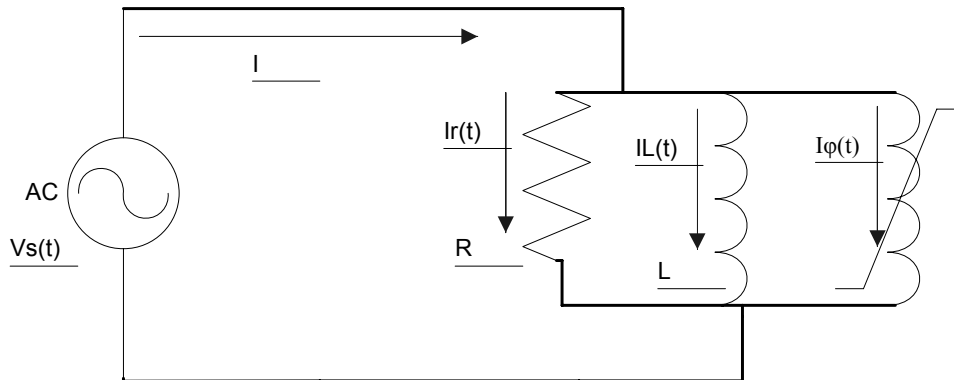 I
Ir(t)
IL(t)
Iφ(t)
AC
Vs(t)
R
L